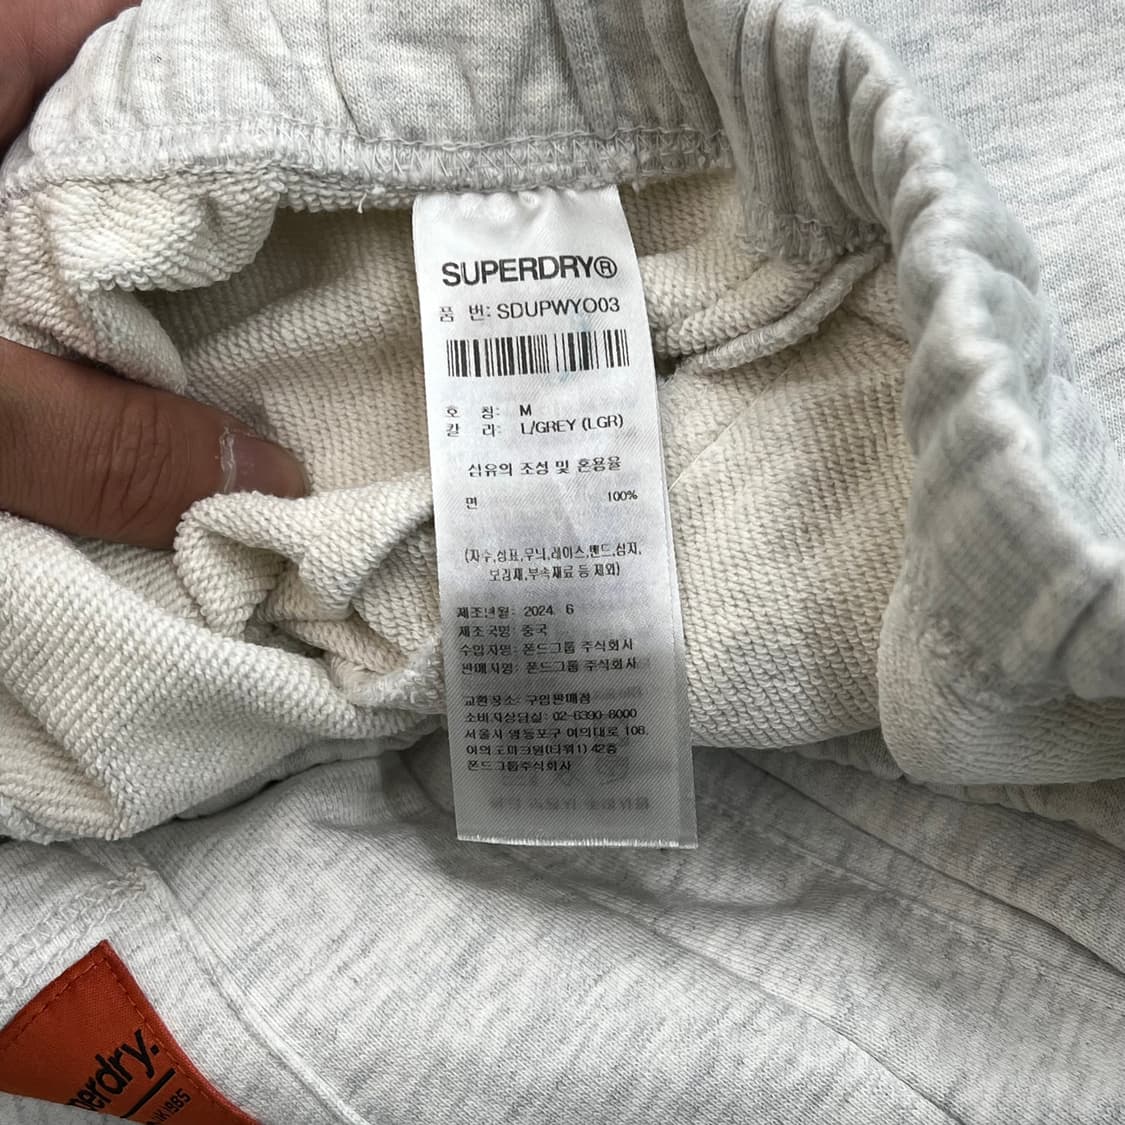 SUPERDRY®
품 번: SDUPWYO03
호 칭: M
칼 라: L/GREY (LGR)
섬유의 조성 및 혼용율
면 100%
(자수,상표,무늬,레이스,밴드,심지,
보강재,부속재료 등 제외)
제조년월: 2024. 6
제조국명: 중국
수입자명: 폰드그룹 주식회사
판매자명: 폰드그룹 주식회사
교환장소: 구입판매점
소비자상담실: 02-6390-8000
서울시 영등포구 여의대로 108.
여의도파크원(타워1) 42층
폰드그룹주식회사
erdry.
JK1985